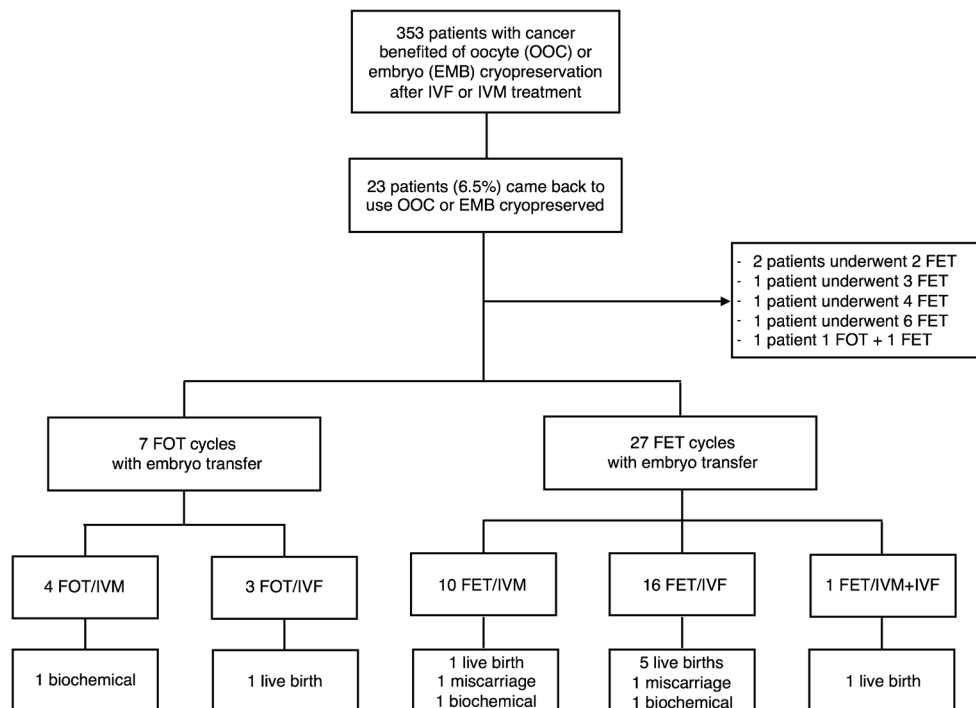 353 patients with cancer
benefited of oocyte (OOC) or
embryo (EMB) cryopreservation
after IVF or IVM treatment
23 patients (6.5%) came back to
use OOC or EMB cryopreserved
- 2 patients underwent 2 FET
- 1 patient underwent 3 FET
- 1 patient underwent 4 FET
- 1 patient underwent 6 FET
- 1 patient 1 FOT + 1 FET
7 FOT cycles
with embryo transfer
27 FET cycles
with embryo transfer
4 FOT/IVM
3 FOT/IVF
10 FET/IVM
16 FET/IVF
1 FET/IVM+IVF
1 biochemical
1 live birth
1 live birth
1 miscarriage
1 biochemical
5 live births
1 miscarriage
1 biochemical
1 live birth